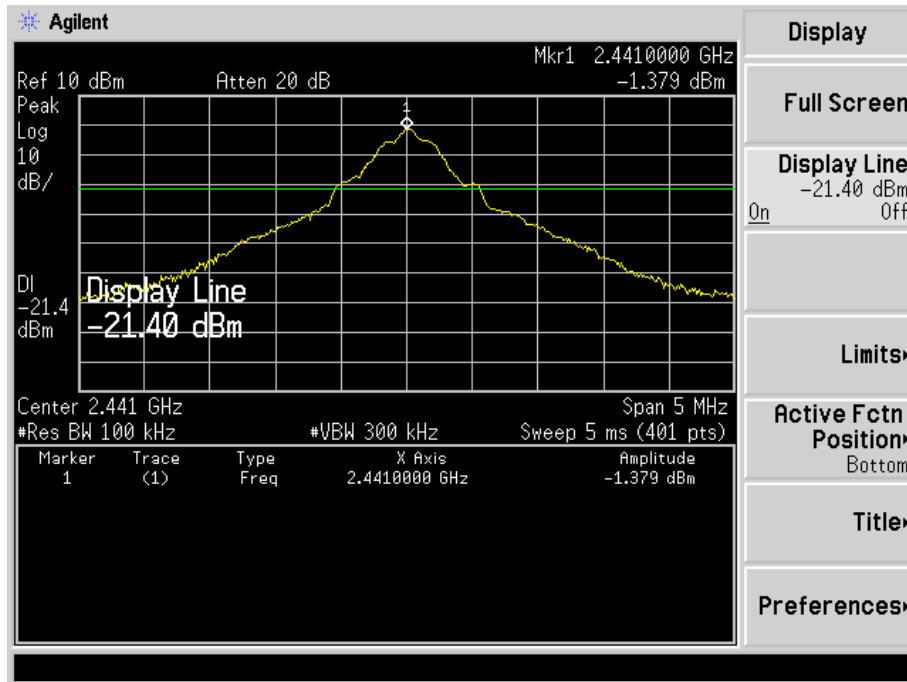 Agilent
Mkr1 2.4410000 GHz
Ref 10 dBm Atten 20 dB -1.379 dBm
Peak
Log
10
dB/
1
DI
-21.4
dBm
Display Line
-21.40 dBm
Center 2.441 GHz Span 5 MHz
#Res BW 100 kHz #VBW 300 kHz Sweep 5 ms (401 pts)
Marker Trace Type X Axis Amplitude
1 (1) Freq 2.4410000 GHz -1.379 dBm
Display
Full Screen
Display Line
-21.40 dBm
On Off
Limits
Active Fctn
Position
Bottom
Title
Preferences